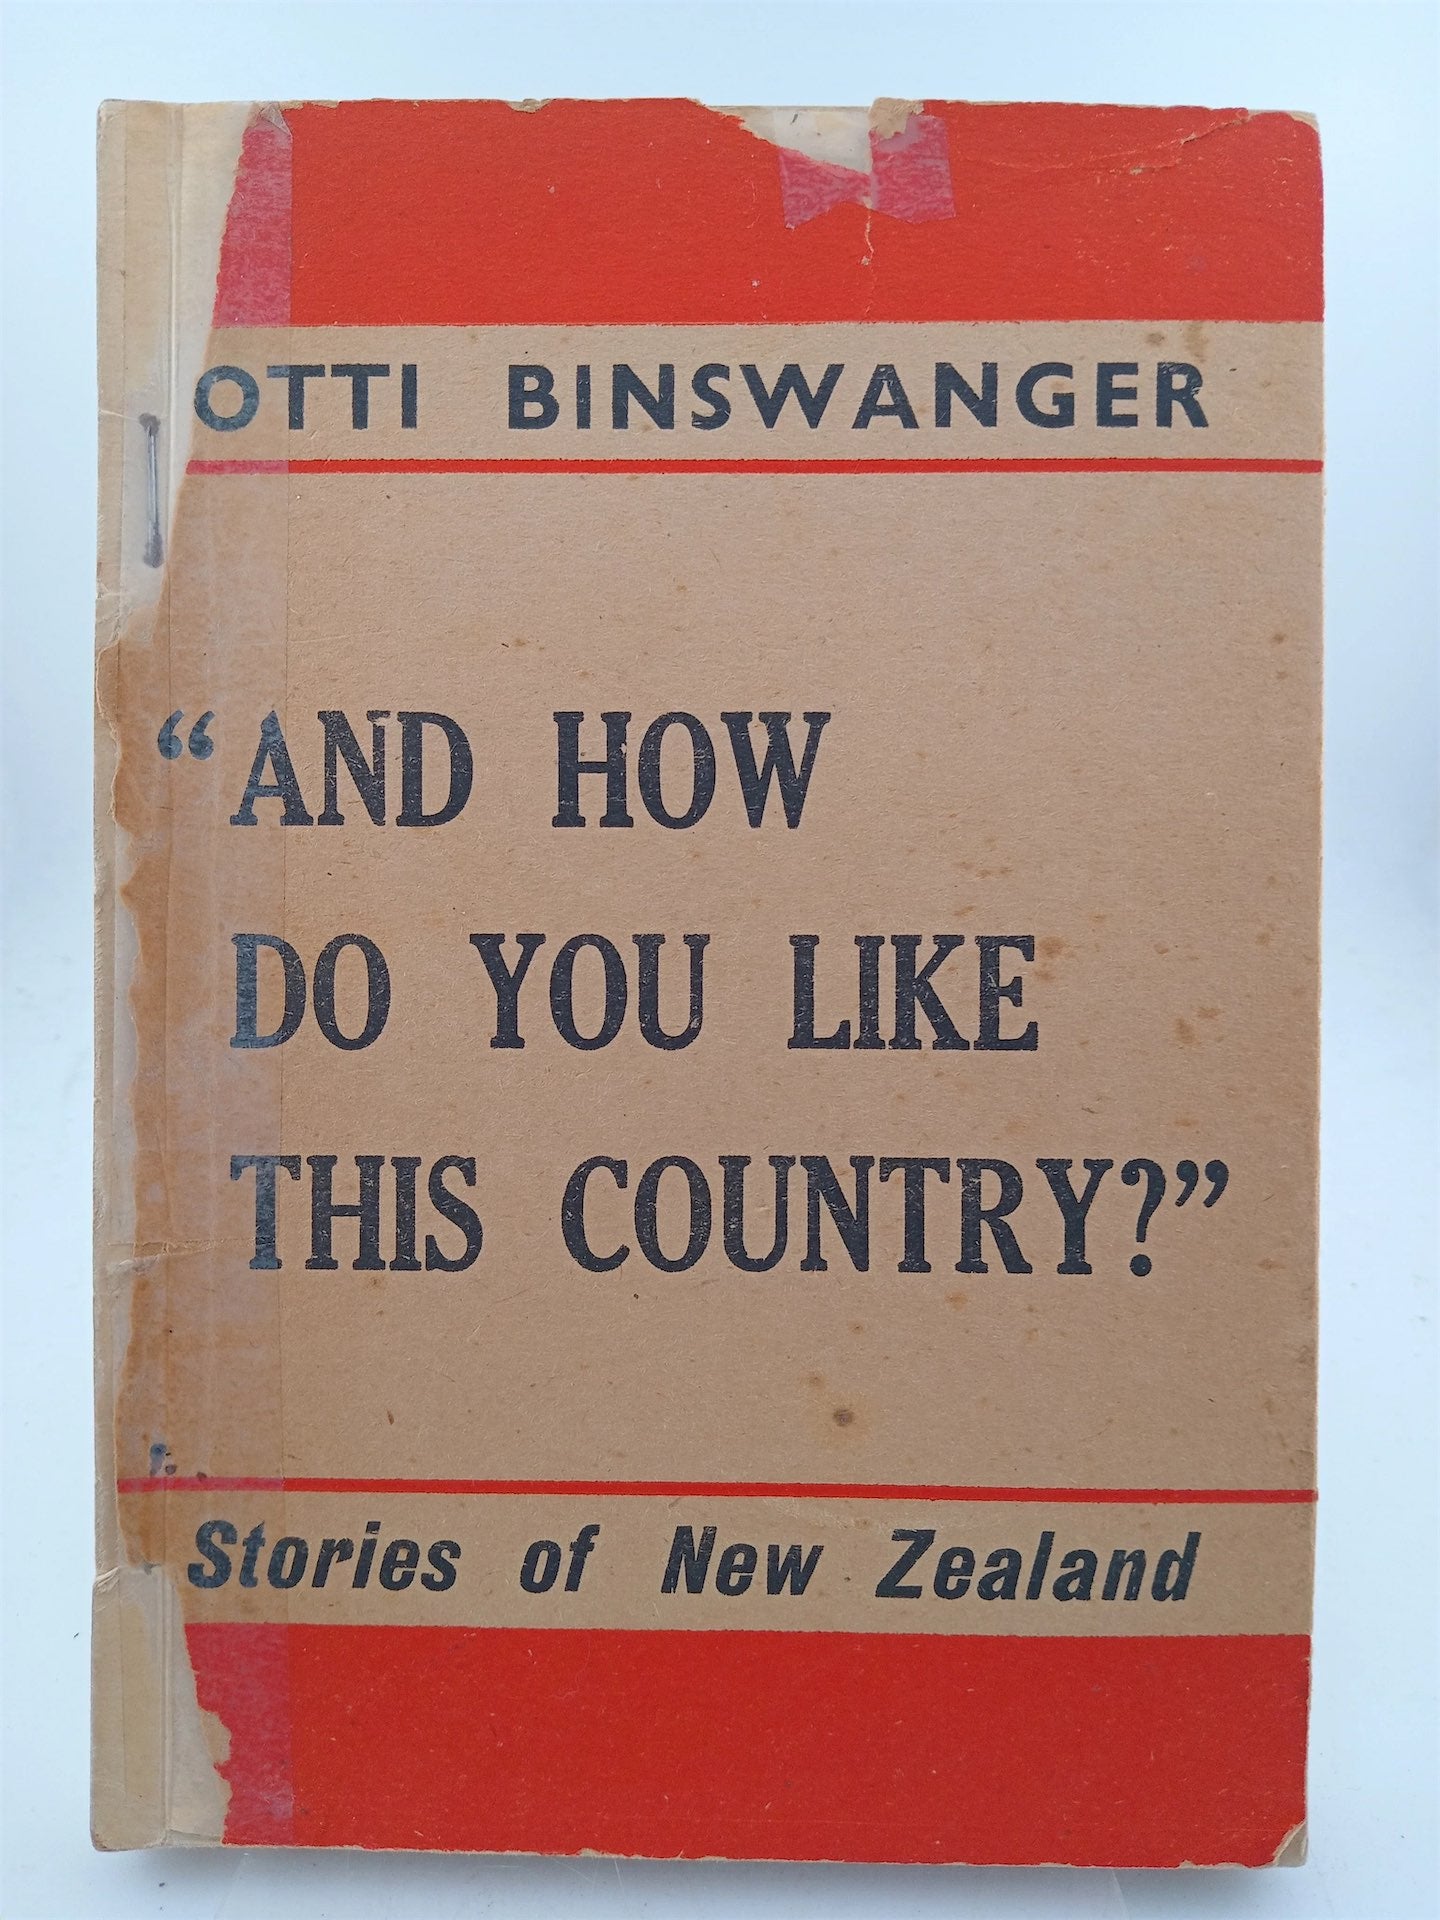 OTTI BINSWANGER
“AND HOW
DO YOU LIKE
THIS COUNTRY?”
Stories of New Zealand